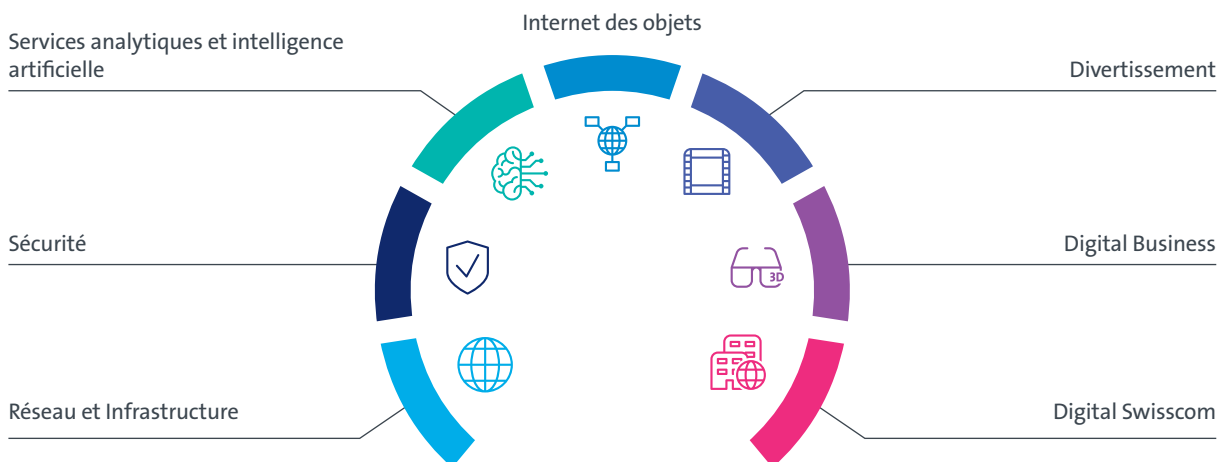 Internet des objets
Services analytiques et intelligence
artificielle
Divertissement
Sécurité
Digital Business
3D
Réseau et Infrastructure
Digital Swisscom